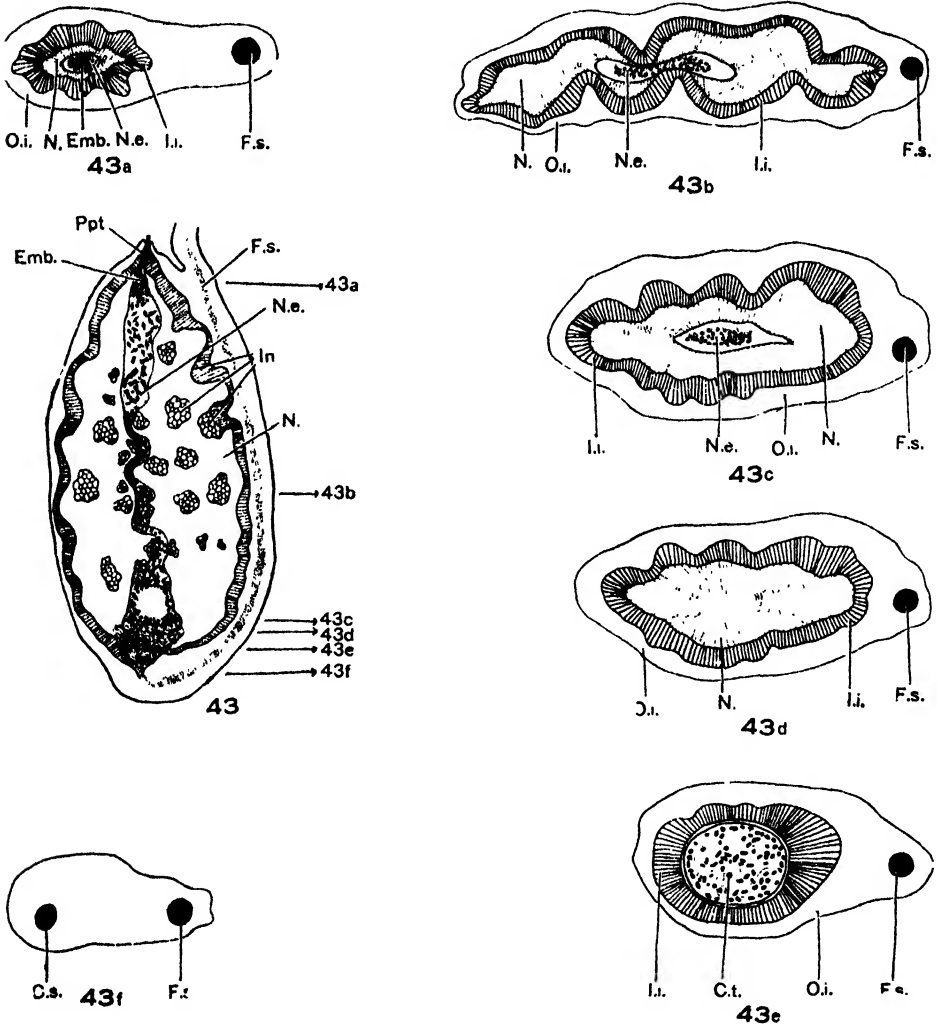 O.i. N. Emb. N.e. I.i. F.s.
43a
N. O.i. N.e. I.i. F.s.
43b
Ppt
Emb.
F.s.
43a
N.e.
In
N.
43b
43c
43d
43e
43f
43
I.i. N.e. O.i. N. F.s.
43c
O.i. N. I.i. F.s.
43d
C.s. F.s
43f
I.i. C.t. O.i. F.s.
43e